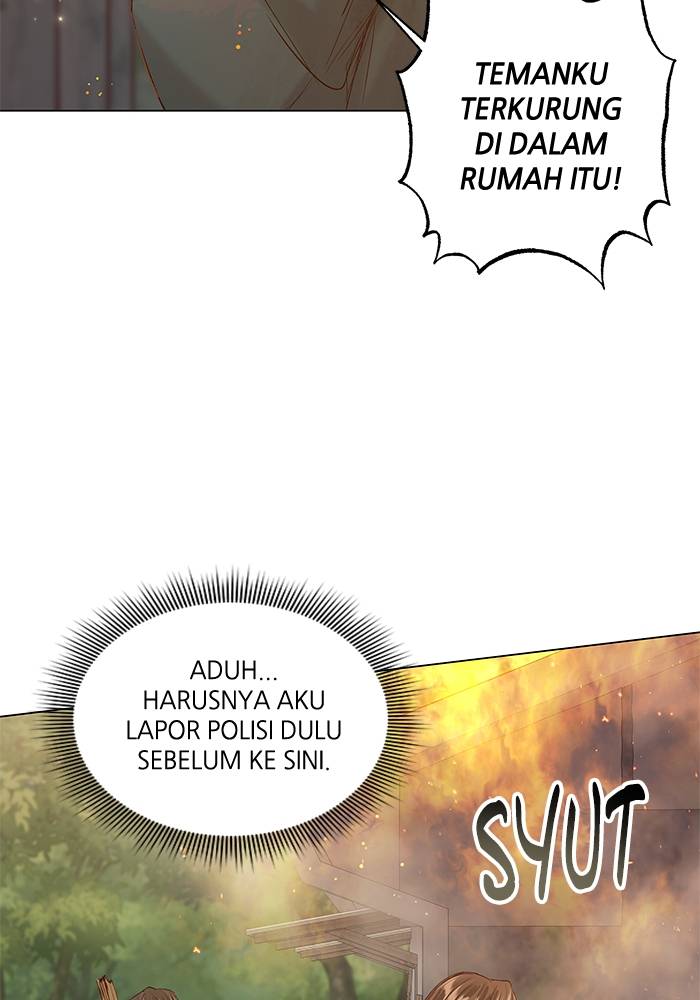 TEMANKU
TERKURUNG
DI DALAM
RUMAH ITU!
ADUH...
HARUSNYA AKU
LAPOR POLISI DULU
SEBELUM KE SINI.
SYUT